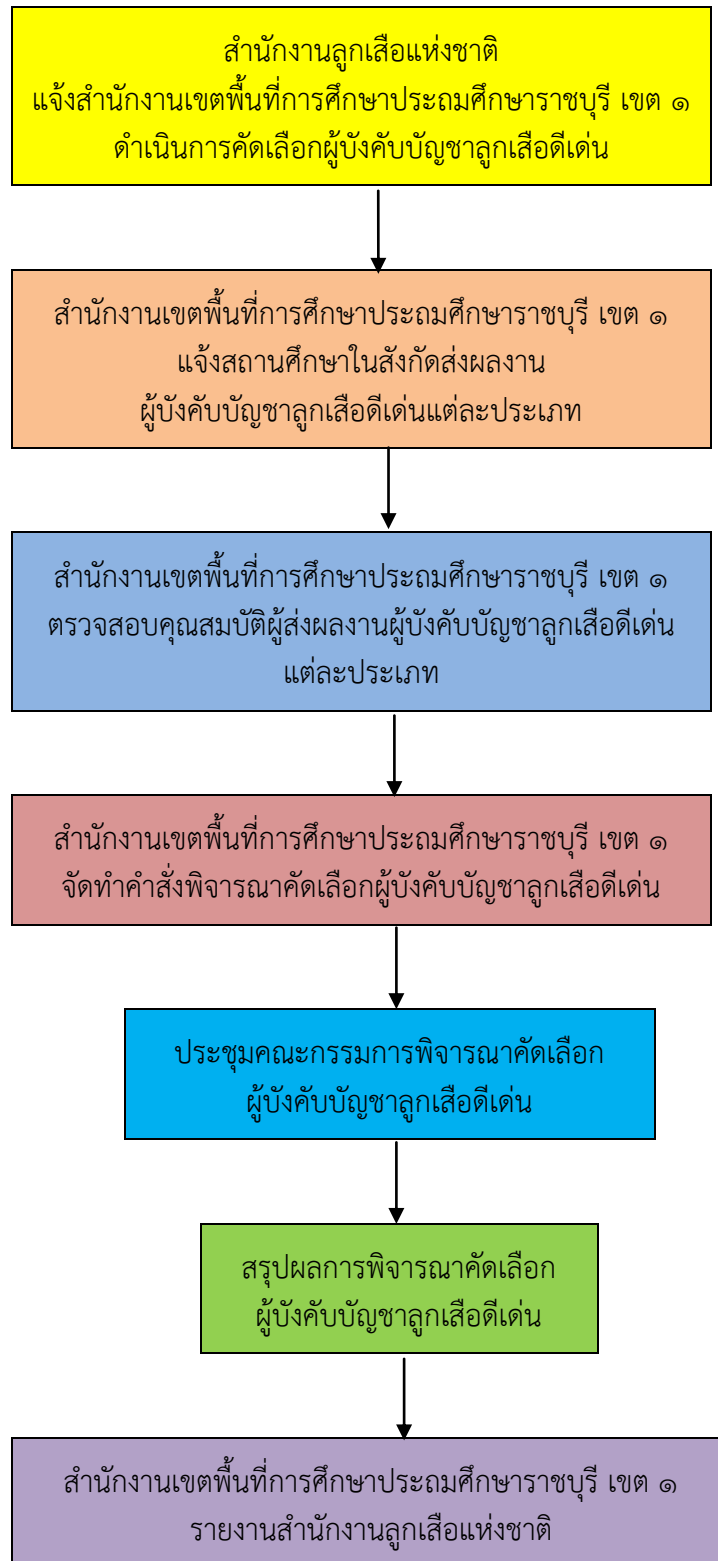 สำนักงานลูกเสือแห่งชาติ
แจ้งสำนักงานเขตพื้นที่การศึกษาประถมศึกษาราชบุรี เขต ๑
ดำเนินการคัดเลือกผู้บังคับบัญชาลูกเสือดีเด่น
สำนักงานเขตพื้นที่การศึกษาประถมศึกษาราชบุรี เขต ๑
แจ้งสถานศึกษาในสังกัดส่งผลงาน
ผู้บังคับบัญชาลูกเสือดีเด่นแต่ละประเภท
สำนักงานเขตพื้นที่การศึกษาประถมศึกษาราชบุรี เขต ๑
ตรวจสอบคุณสมบัติผู้ส่งผลงานผู้บังคับบัญชาลูกเสือดีเด่น
แต่ละประเภท
สำนักงานเขตพื้นที่การศึกษาประถมศึกษาราชบุรี เขต ๑
จัดทำคำสั่งพิจารณาคัดเลือกผู้บังคับบัญชาลูกเสือดีเด่น
ประชุมคณะกรรมการพิจารณาคัดเลือก
ผู้บังคับบัญชาลูกเสือดีเด่น
สรุปผลการพิจารณาคัดเลือก
ผู้บังคับบัญชาลูกเสือดีเด่น
สำนักงานเขตพื้นที่การศึกษาประถมศึกษาราชบุรี เขต ๑
รายงานสำนักงานลูกเสือแห่งชาติ